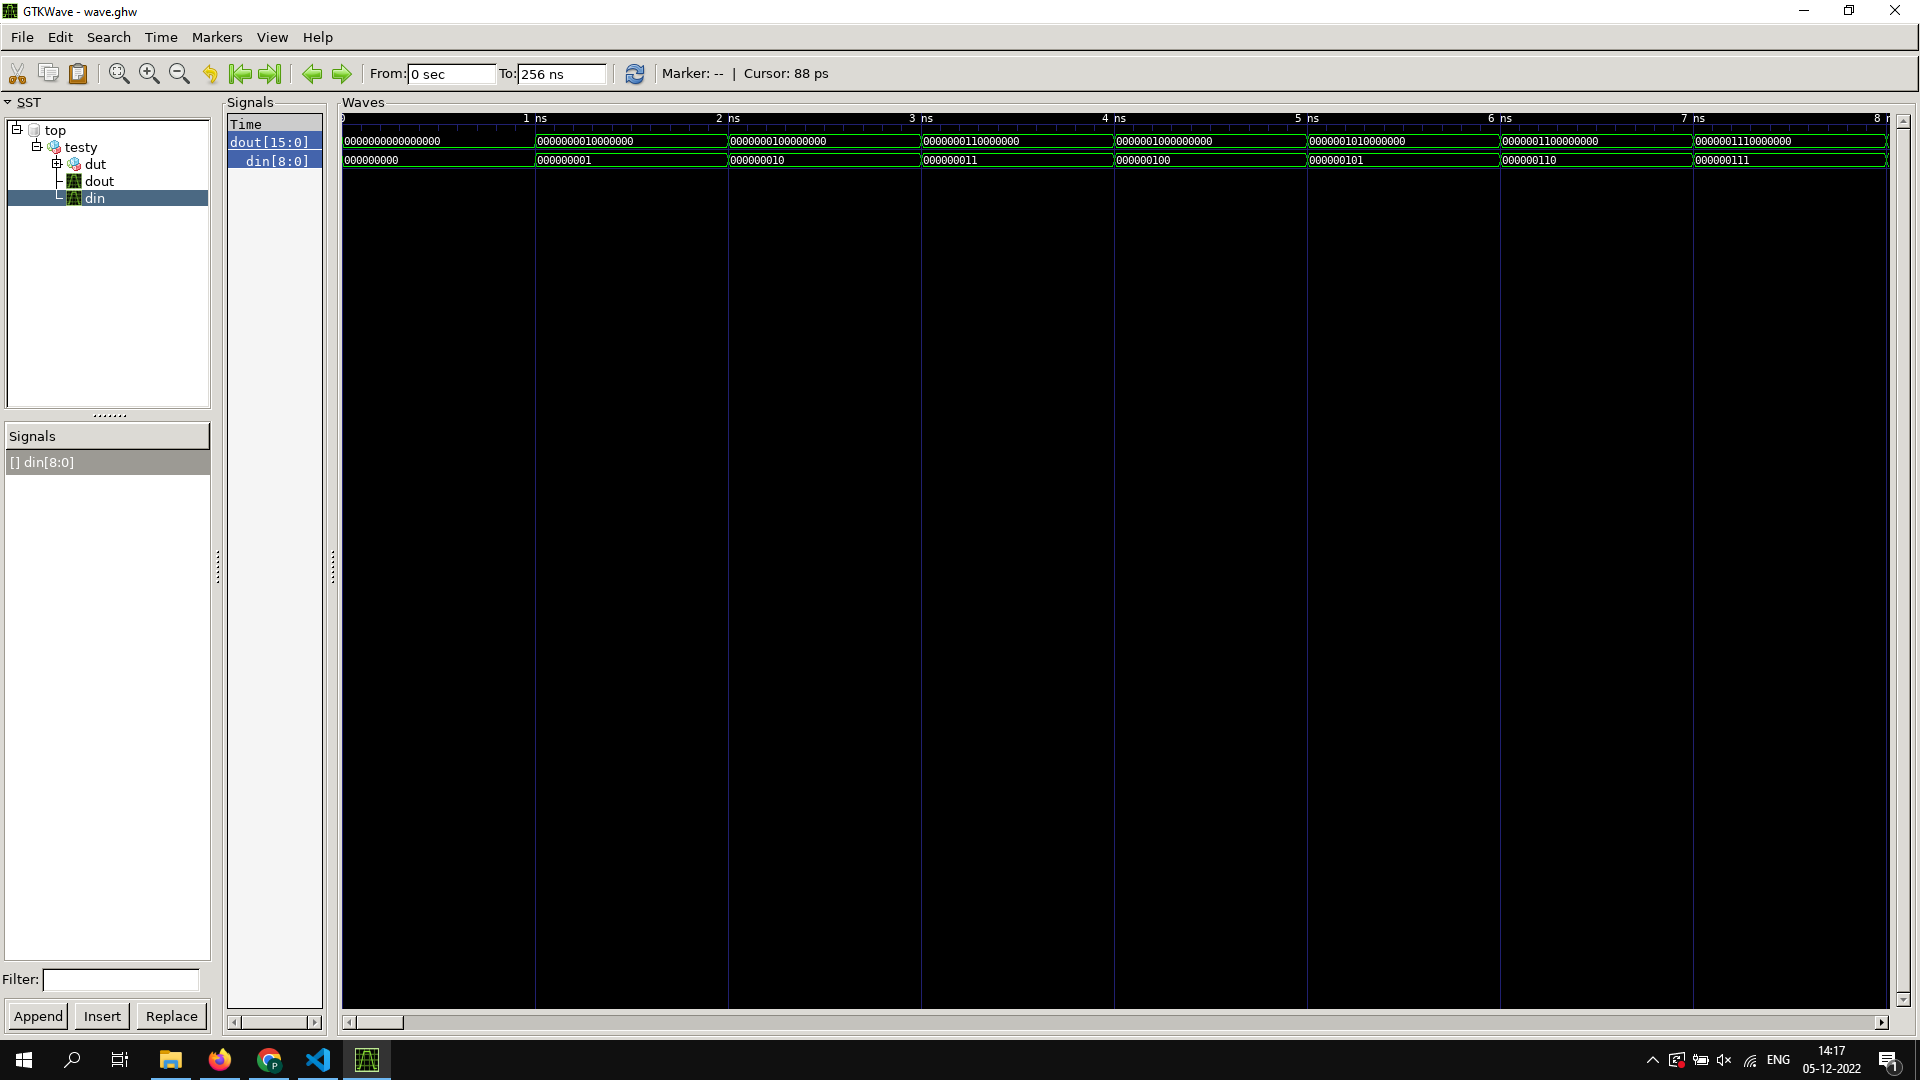 GTKWave - wave.ghw
File Edit Search Time Markers View Help
From: 0 sec To: 256 ns Marker: -- | Cursor: 88 ps
SST
top
testy
dut
dout
din
Signals
[] din[8:0]
Filter:
Append Insert Replace
Signals
Time
dout[15:0]
din[8:0]
Waves
0 1 ns 2 ns 3 ns 4 ns 5 ns 6 ns 7 ns 8 n
0000000000000000 0000000010000000 0000000100000000 0000000110000000 0000001000000000 0000001010000000 0000001100000000 0000001110000000
000000000 000000001 000000010 000000011 000000100 000000101 000000110 000000111
P
ENG
14:17
05-12-2022
1